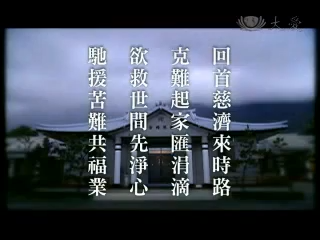 回首慈濟來時路
克難起家匯涓滴
欲救世間先淨心
馳援苦難共福業
大愛